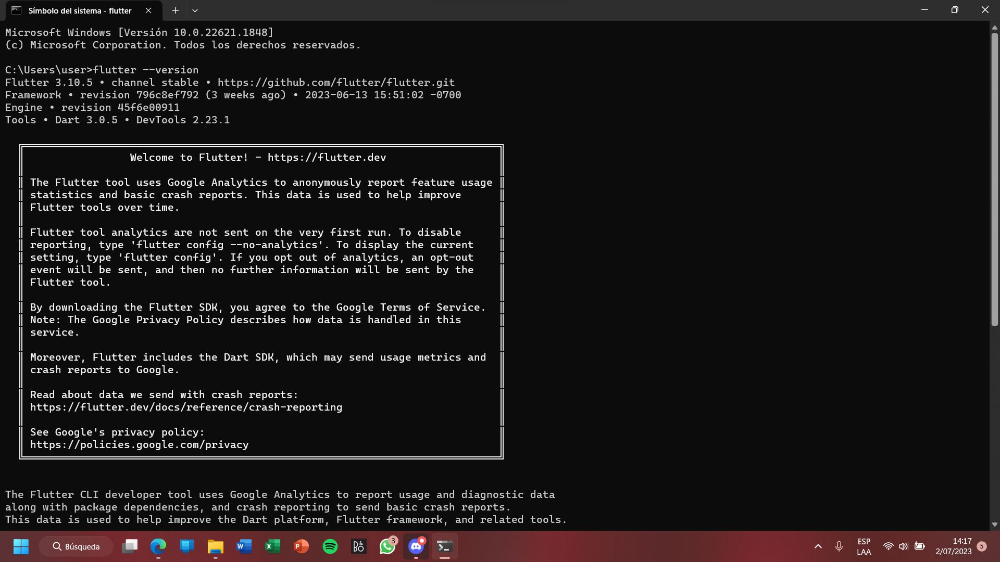 Símbolo del sistema - flutter
Microsoft Windows [Versión 10.0.22621.1848]
(c) Microsoft Corporation. Todos los derechos reservados.
C:\Users\user>flutter --version
Flutter 3.10.5 • channel stable • https://github.com/flutter/flutter.git
Framework • revision 796c8ef792 (3 weeks ago) • 2023-06-13 15:51:02 -0700
Engine • revision 45f6e00911
Tools • Dart 3.0.5 • DevTools 2.23.1
Welcome to Flutter! - https://flutter.dev
The Flutter tool uses Google Analytics to anonymously report feature usage
statistics and basic crash reports. This data is used to help improve
Flutter tools over time.
Flutter tool analytics are not sent on the very first run. To disable
reporting, type 'flutter config --no-analytics'. To display the current
setting, type 'flutter config'. If you opt out of analytics, an opt-out
event will be sent, and then no further information will be sent by the
Flutter tool.
By downloading the Flutter SDK, you agree to the Google Terms of Service.
Note: The Google Privacy Policy describes how data is handled in this
service.
Moreover, Flutter includes the Dart SDK, which may send usage metrics and
crash reports to Google.
Read about data we send with crash reports:
https://flutter.dev/docs/reference/crash-reporting
See Google's privacy policy:
https://policies.google.com/privacy
The Flutter CLI developer tool uses Google Analytics to report usage and diagnostic data
along with package dependencies, and crash reporting to send basic crash reports.
This data is used to help improve the Dart platform, Flutter framework, and related tools.
Búsqueda
W
X
P
B&O
3
ESP
LAA
14:17
2/07/2023
5